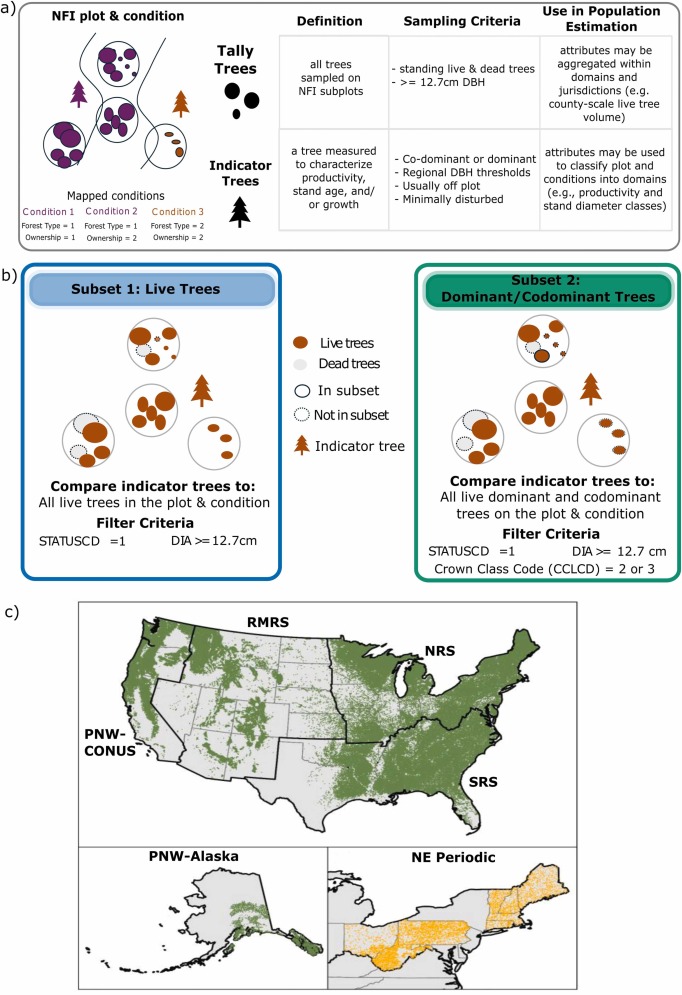 a)
NFI plot & condition
Definition
Sampling Criteria
Use in Population
Estimation
Tally
Trees
all trees
sampled on
NFI subplots
- standing live & dead trees
- >= 12.7cm DBH
attributes may be
aggregated within
domains and
jurisdictions (e.g.
county-scale live tree
volume)
Indicator
Trees
a tree measured
to characterize
productivity,
stand age, and/
or growth
- Co-dominant or dominant
- Regional DBH thresholds
- Usually off plot
- Minimally disturbed
attributes may be used
to classify plot and
conditions into domains
(e.g., productivity and
stand diameter classes)
Mapped conditions
Condition 1
Forest Type = 1
Ownership = 1
Condition 2
Forest Type = 1
Ownership = 2
Condition 3
Forest Type = 2
Ownership = 2
b)
Subset 1: Live Trees
Compare indicator trees to:
All live trees in the plot & condition
Filter Criteria
STATUSCD =1 DIA >= 12.7cm
Live trees
Dead trees
In subset
Not in subset
Indicator tree
Subset 2:
Dominant/Codominant Trees
Compare indicator trees to:
All live dominant and codominant
trees on the plot & condition
Filter Criteria
STATUSCD =1 DIA >= 12.7 cm
Crown Class Code (CCLCD) = 2 or 3
c)
RMRS
NRS
PNW-
CONUS
SRS
PNW-Alaska
NE Periodic